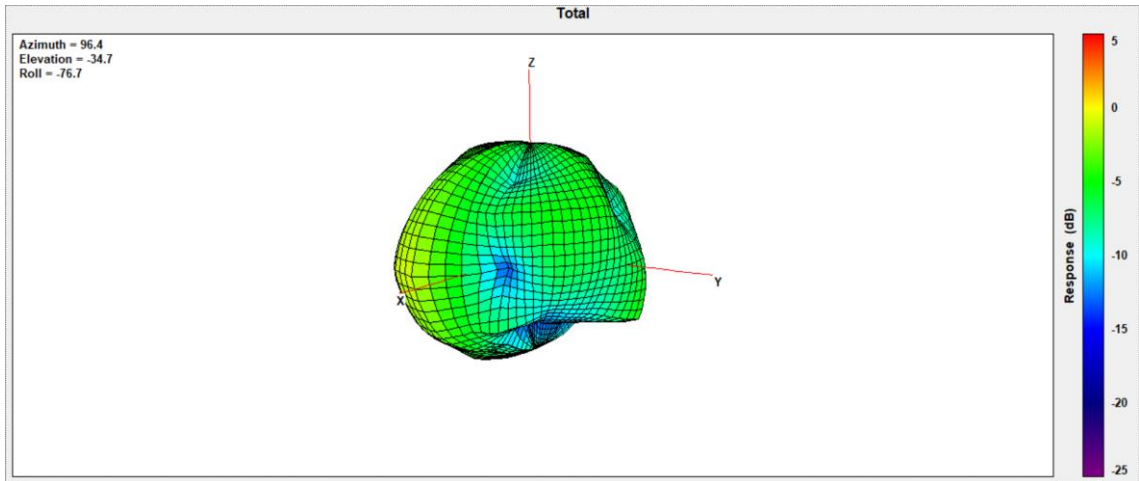 Total
Azimuth = 96.4
Elevation = -34.7
Roll = -76.7
Z
X
Y
5
0
-5
-10
-15
-20
-25
Response (dB)